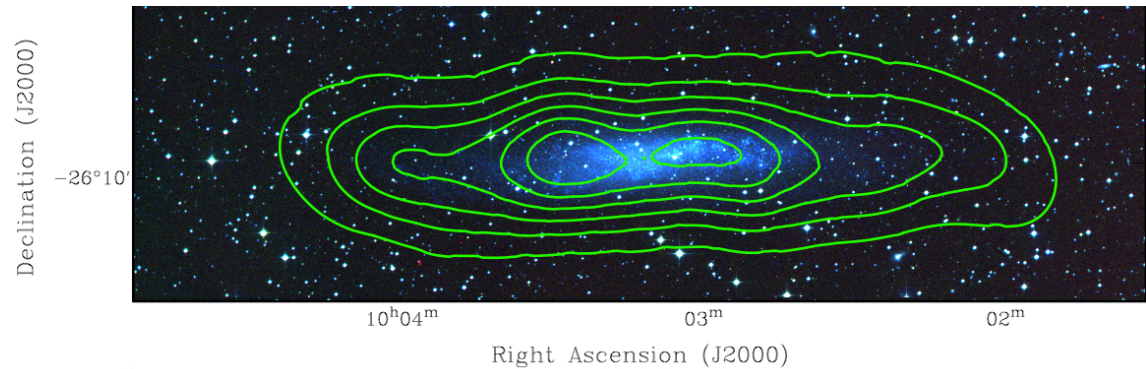 Declination (J2000)
−26°10′
10ʰ04ᵐ
03ᵐ
02ᵐ
Right Ascension (J2000)